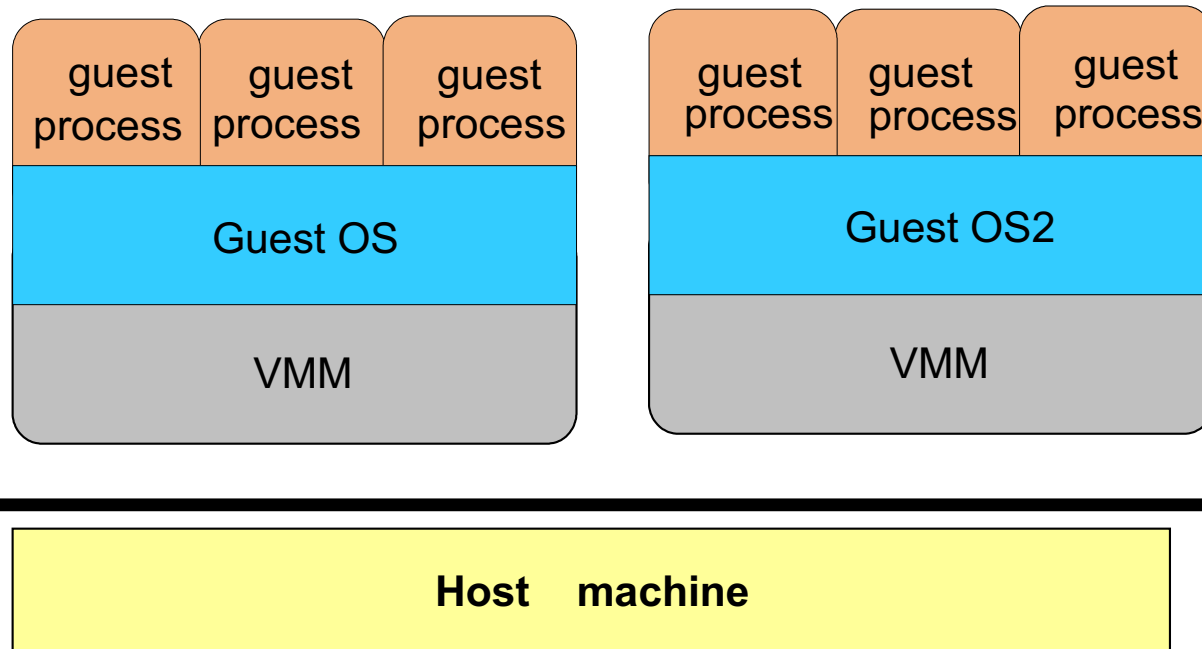 guest
process
guest
process
guest
process
guest
process
guest
process
guest
process
Guest OS
Guest OS2
VMM
VMM
Host machine